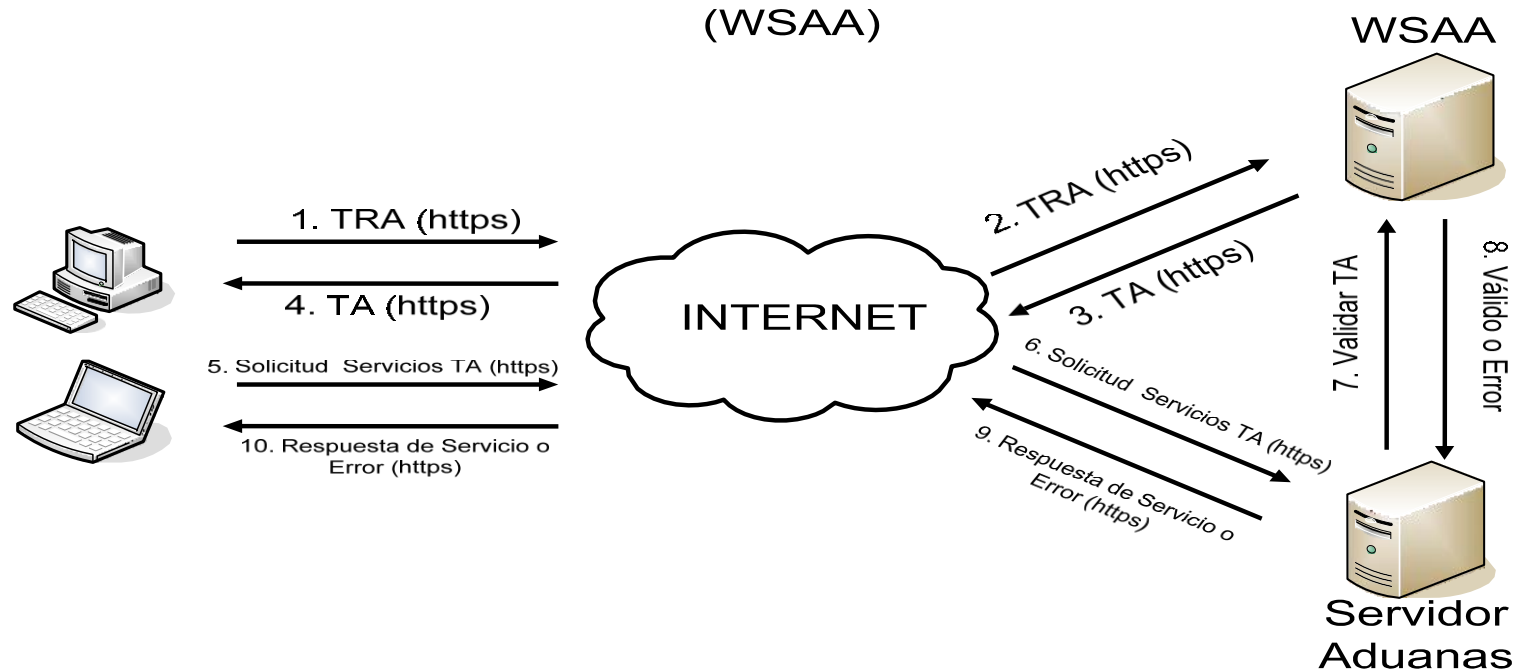 (WSAA)
WSAA
1. TRA (https)
2. TRA (https)
3. TA (https)
4. TA (https)
INTERNET
5. Solicitud Servicios TA (https)
6. Solicitud Servicios TA (https)
7. Validar TA
8. Válido o Error
9. Respuesta de Servicio o
Error (https)
10. Respuesta de Servicio o
Error (https)
Servidor
Aduanas